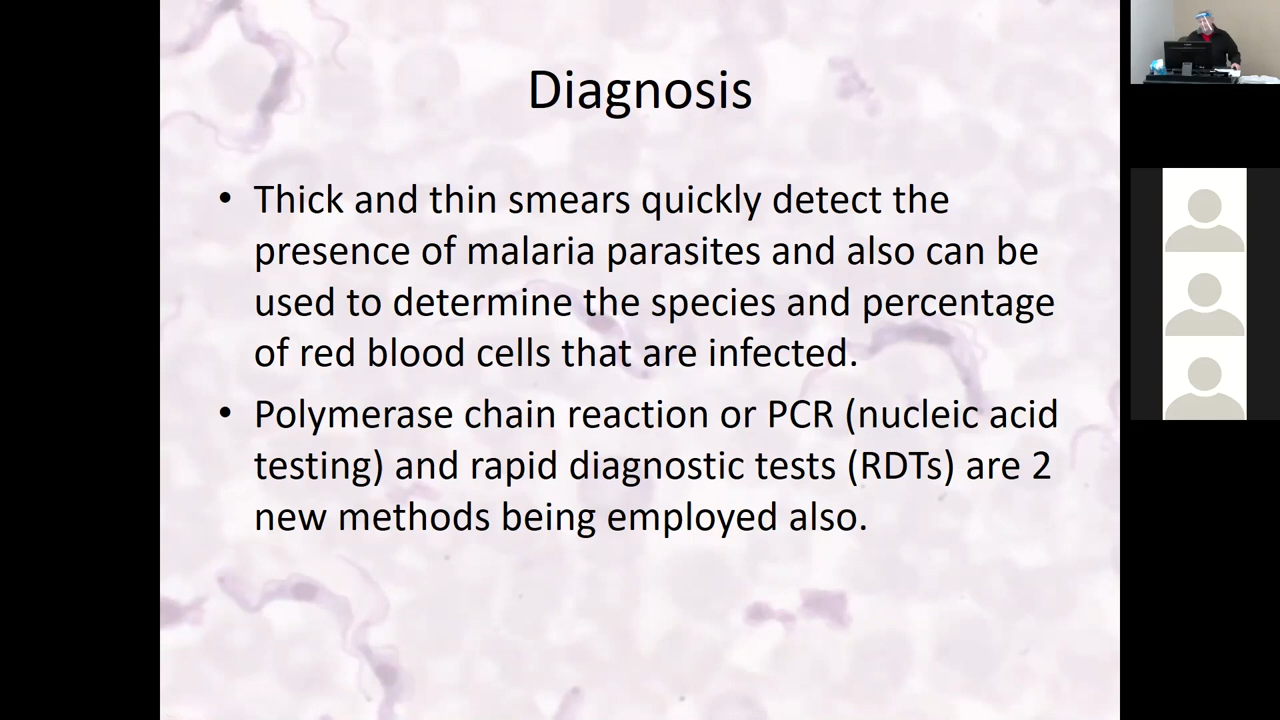 Diagnosis
• Thick and thin smears quickly detect the
presence of malaria parasites and also can be
used to determine the species and percentage
of red blood cells that are infected.
• Polymerase chain reaction or PCR (nucleic acid
testing) and rapid diagnostic tests (RDTs) are 2
new methods being employed also.